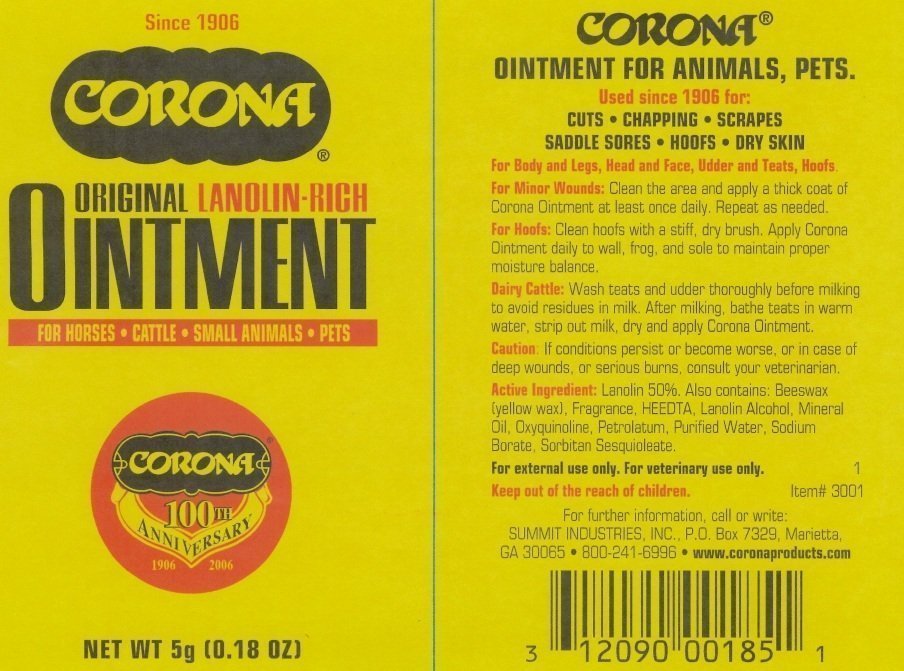 Since 1906
CORONA®
ORIGINAL LANOLIN-RICH
OINTMENT
FOR HORSES • CATTLE • SMALL ANIMALS • PETS
CORONA®
100TH
ANNIVERSARY
1906 2006
NET WT 5g (0.18 OZ)
CORONA®
OINTMENT FOR ANIMALS, PETS.
Used since 1906 for:
CUTS • CHAPPING • SCRAPES
SADDLE SORES • HOOFS • DRY SKIN
For Body and Legs, Head and Face, Udder and Teats, Hoofs.
For Minor Wounds: Clean the area and apply a thick coat of
Corona Ointment at least once daily. Repeat as needed.
For Hoofs: Clean hoofs with a stiff, dry brush. Apply Corona
Ointment daily to wall, frog, and sole to maintain proper
moisture balance.
Dairy Cattle: Wash teats and udder thoroughly before milking
to avoid residues in milk. After milking, bathe teats in warm
water, strip out milk, dry and apply Corona Ointment.
Caution: If conditions persist or become worse, or in case of
deep wounds, or serious burns, consult your veterinarian.
Active Ingredient: Lanolin 50%. Also contains: Beeswax
(yellow wax), Fragrance, HEEDTA, Lanolin Alcohol, Mineral
Oil, Oxyquinoline, Petrolatum, Purified Water, Sodium
Borate, Sorbitan Sesquioleate.
For external use only. For veterinary use only. 1
Keep out of the reach of children. Item# 3001
For further information, call or write:
SUMMIT INDUSTRIES, INC., P.O. Box 7329, Marietta,
GA 30065 • 800-241-6996 • www.coronaproducts.com
3 12090 00185 1